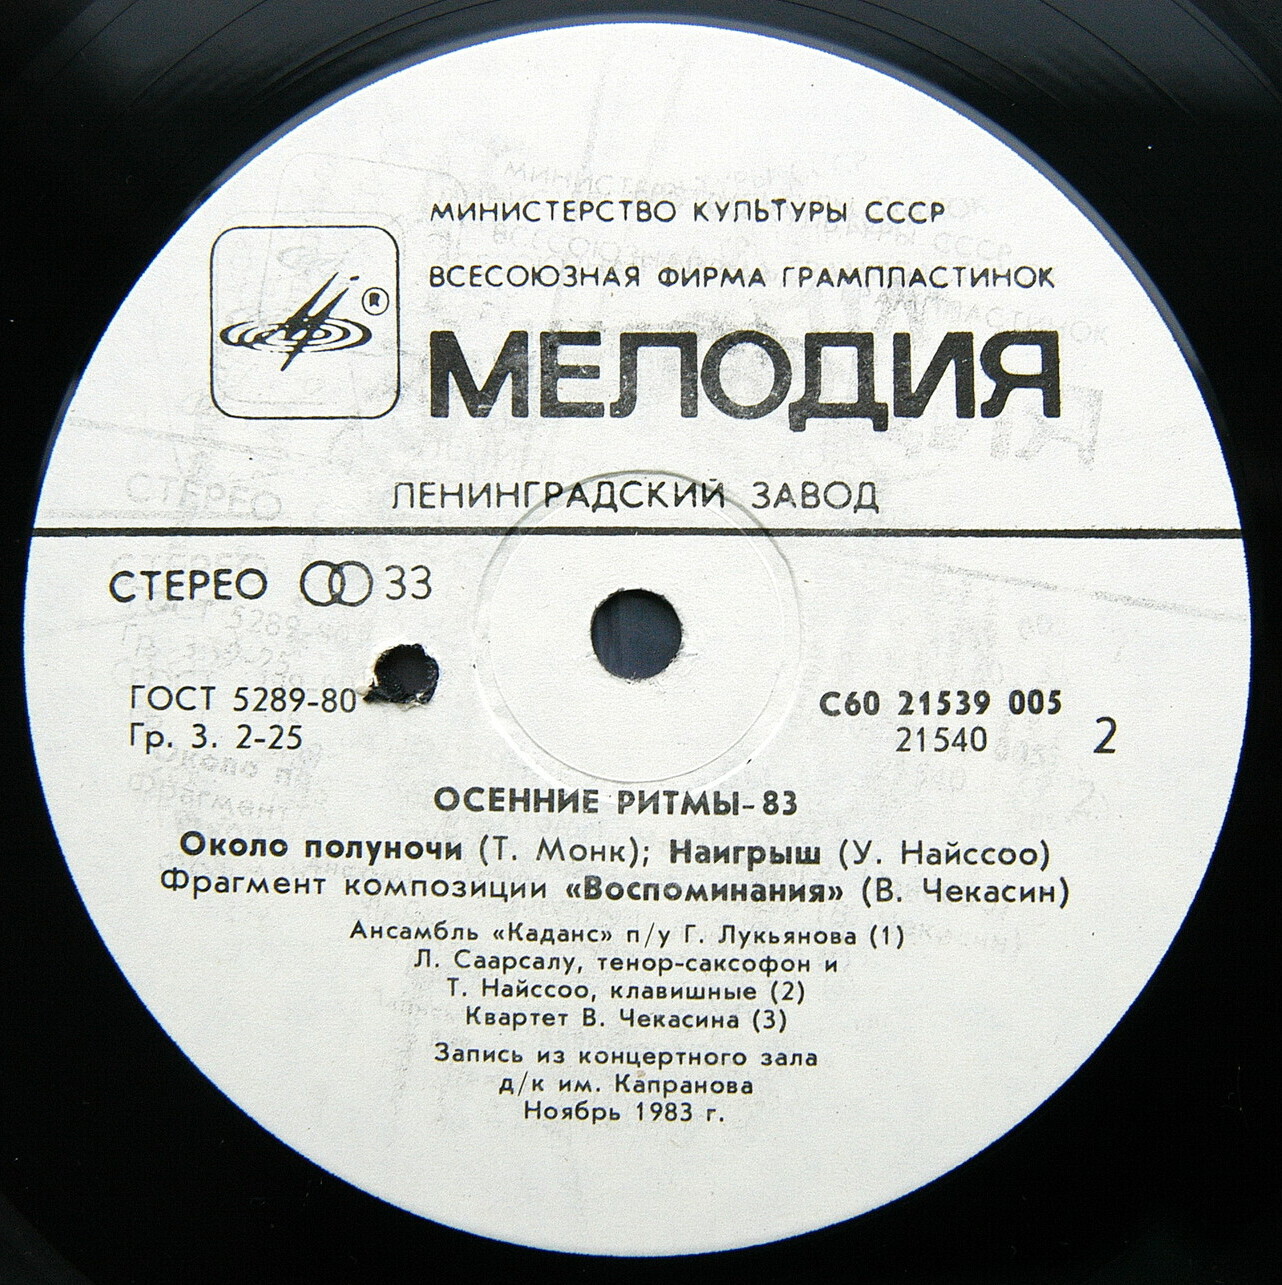 МИНИСТЕРСТВО КУЛЬТУРЫ СССР
ВСЕСОЮЗНАЯ ФИРМА ГРАМПЛАСТИНОК
®
МЕЛОДИЯ
ЛЕНИНГРАДСКИЙ ЗАВОД
СТЕРЕО 33
ГОСТ 5289-80
Гр. 3. 2-25
С60 21539 005
21540 2
ОСЕННИЕ РИТМЫ-83
Около полуночи (Т. Монк); Наигрыш (У. Найссоо)
Фрагмент композиции «Воспоминания» (В. Чекасин)
Ансамбль «Каданс» п/у Г. Лукьянова (1)
Л. Саарсалу, тенор-саксофон и
Т. Найссоо, клавишные (2)
Квартет В. Чекасина (3)
Запись из концертного зала
д/к им. Капранова
Ноябрь 1983 г.